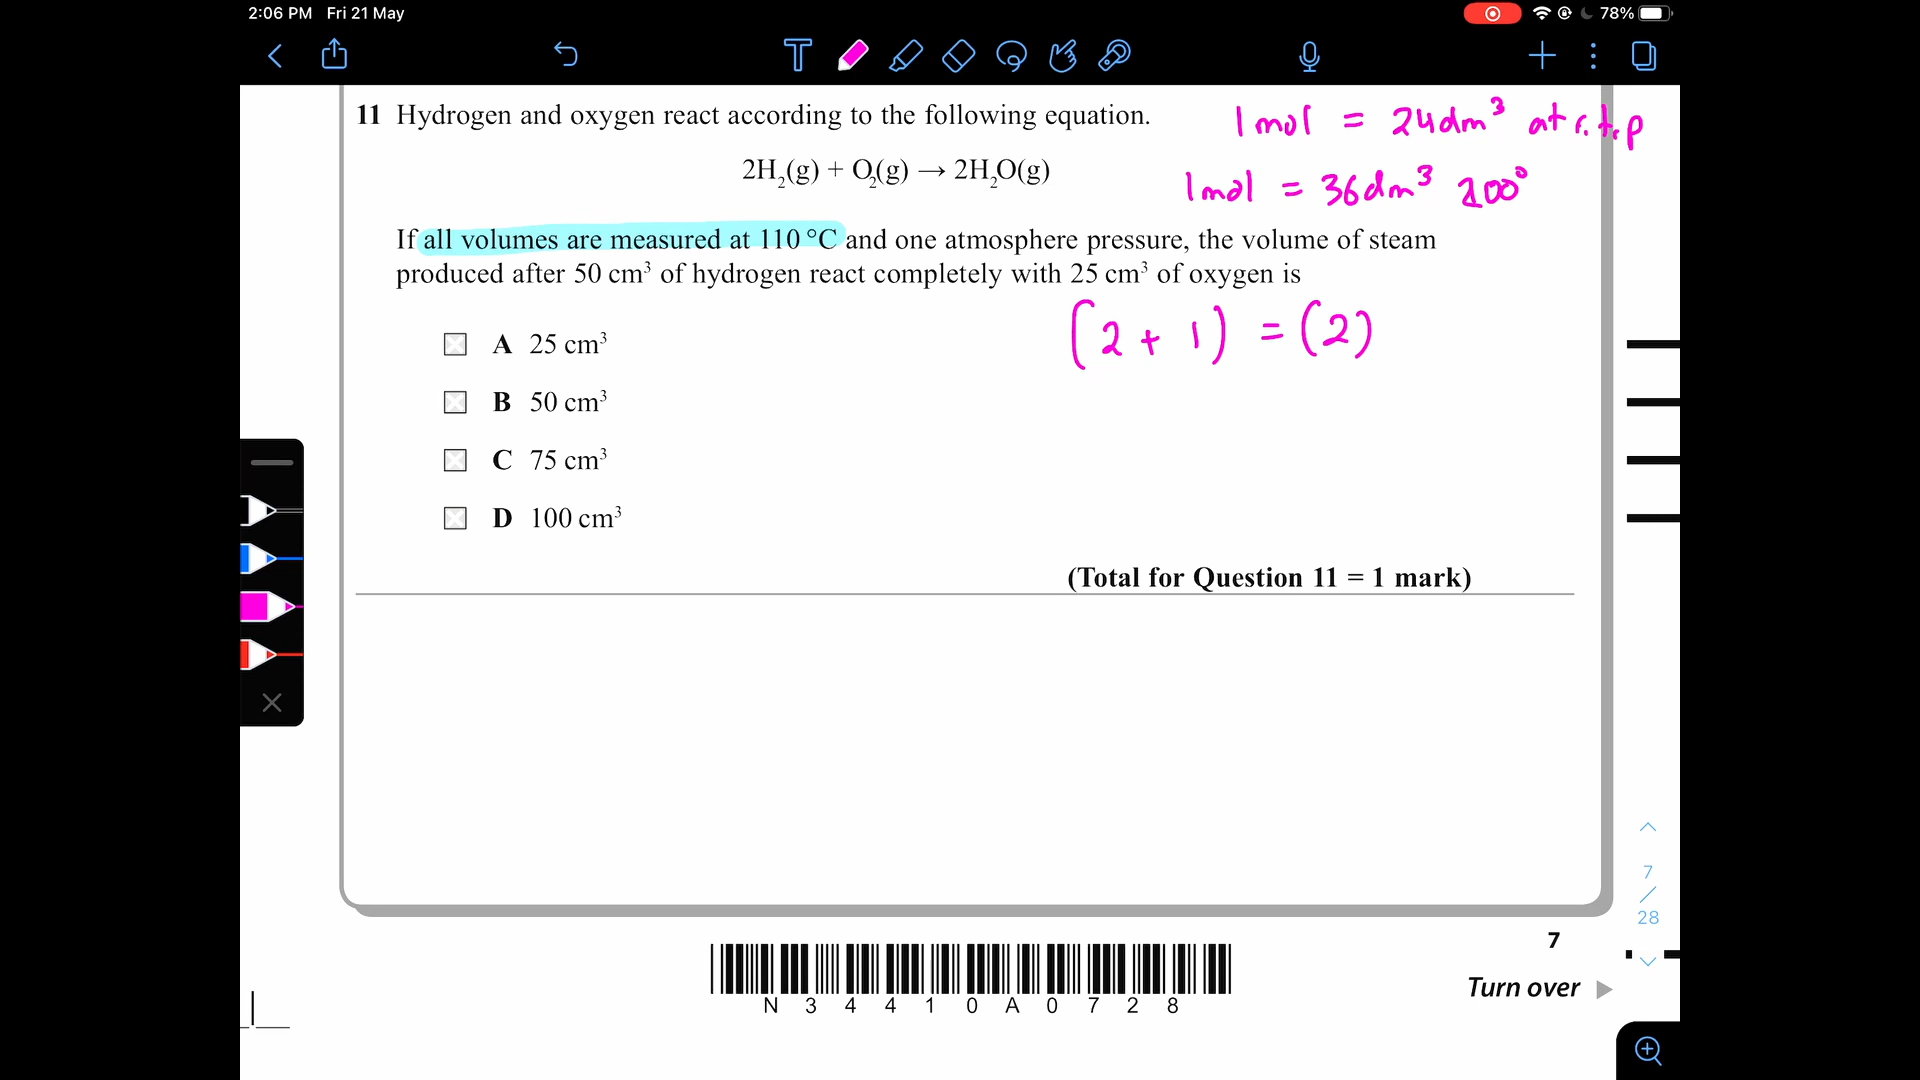 2:06 PM Fri 21 May
78%
11 Hydrogen and oxygen react according to the following equation.
1 mol = 24dm³ at r.t.p
2H₂(g) + O₂(g) → 2H₂O(g)
1 mol = 36dm³ 200°
If all volumes are measured at 110 °C and one atmosphere pressure, the volume of steam
produced after 50 cm³ of hydrogen react completely with 25 cm³ of oxygen is
(2 + 1) = (2)
A 25 cm³
B 50 cm³
C 75 cm³
D 100 cm³
(Total for Question 11 = 1 mark)
7
/
28
7
Turn over
N 3 4 4 1 0 A 0 7 2 8